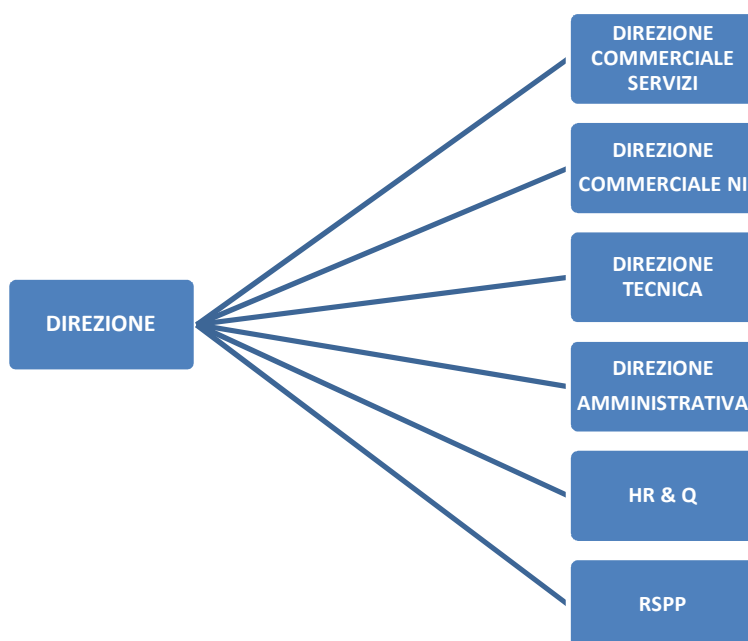 DIREZIONE
DIREZIONE
COMMERCIALE
SERVIZI
DIREZIONE
COMMERCIALE NI
DIREZIONE
TECNICA
DIREZIONE
AMMINISTRATIVA
HR & Q
RSPP